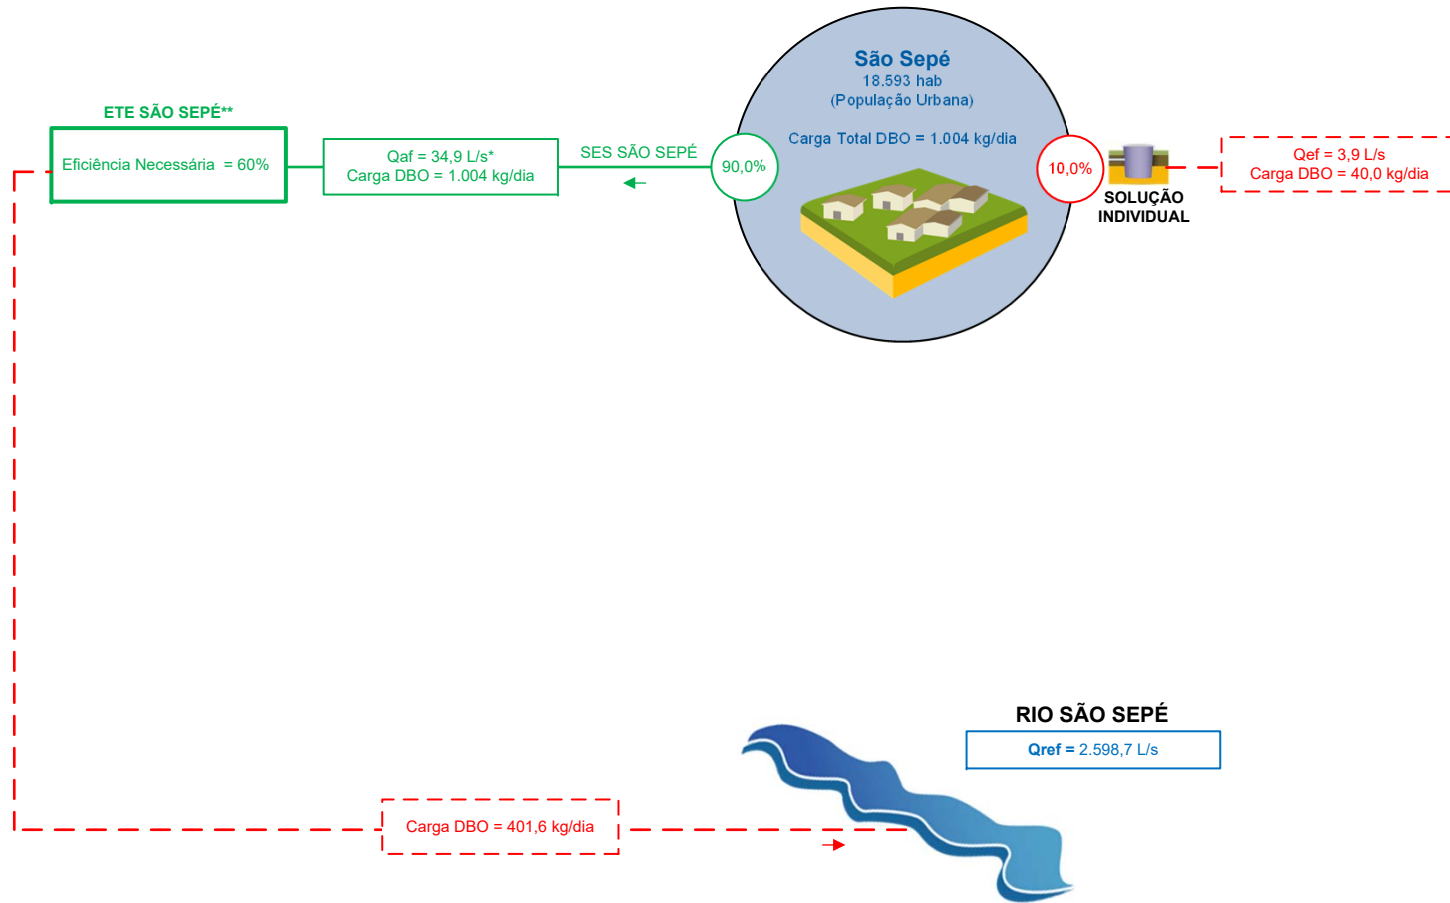 São Sepé
18.593 hab
(População Urbana)
Carga Total DBO = 1.004 kg/dia
ETE SÃO SEPÉ**
Eficiência Necessária = 60%
Qaf = 34,9 L/s*
Carga DBO = 1.004 kg/dia
SES SÃO SEPÉ
90,0%
10,0%
SOLUÇÃO
INDIVIDUAL
Qef = 3,9 L/s
Carga DBO = 40,0 kg/dia
RIO SÃO SEPÉ
Qref = 2.598,7 L/s
Carga DBO = 401,6 kg/dia